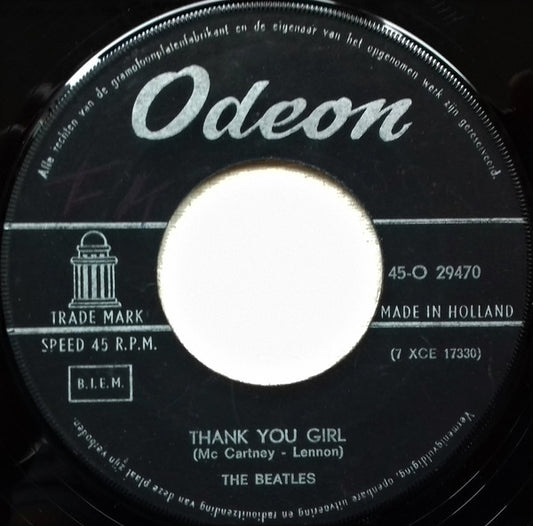 Alle rechten van de gramofoonplatenfabrikant en de eigenaar van het opgenomen werk zijn gereserveerd.
Odeon
45-O 29470
TRADE MARK
MADE IN HOLLAND
SPEED 45 R.P.M.
(7 XCE 17330)
B.I.E.M.
THANK YOU GIRL
(Mc Cartney - Lennon)
THE BEATLES
Vermenigvuldiging, openbare uitvoering en radiouitzending van deze plaat zijn verboden.